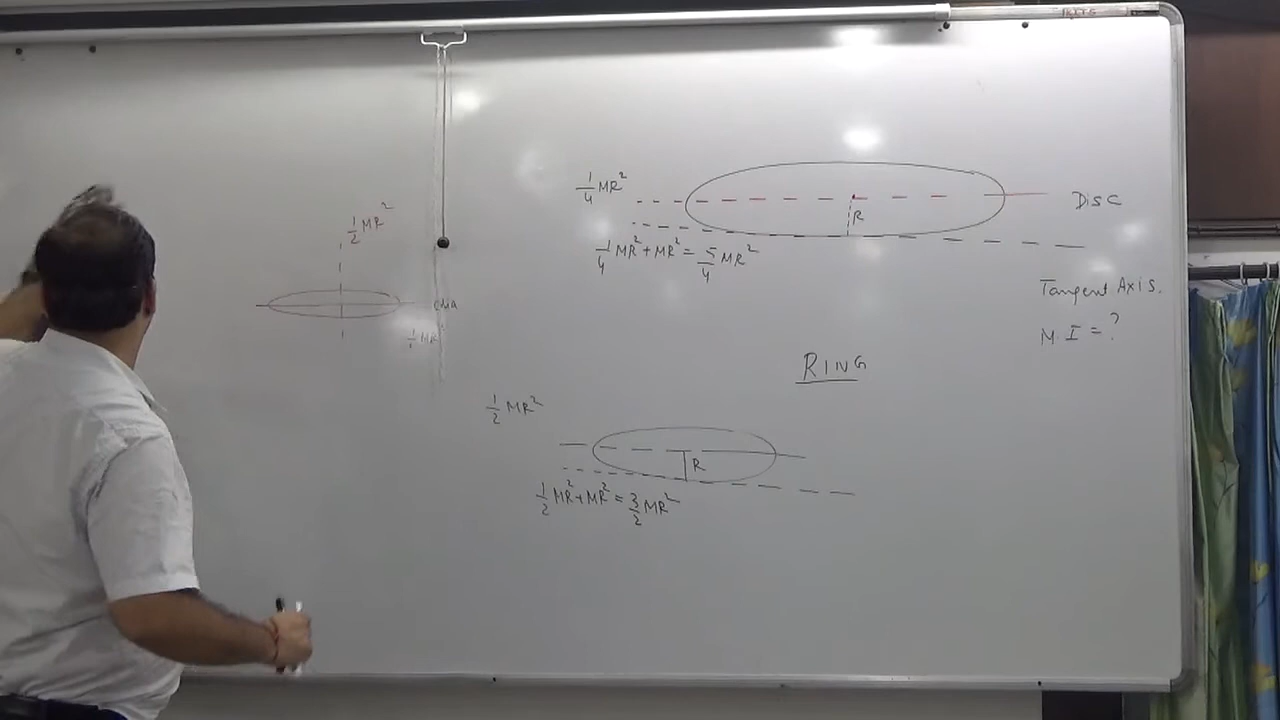 1/2 MR²
1/4 MR²
R
Disc
1/4 MR² + MR² = 5/4 MR²
Tangent Axis.
M.I = ?
RING
1/2 MR²
R
1/2 MR² + MR² = 3/2 MR²